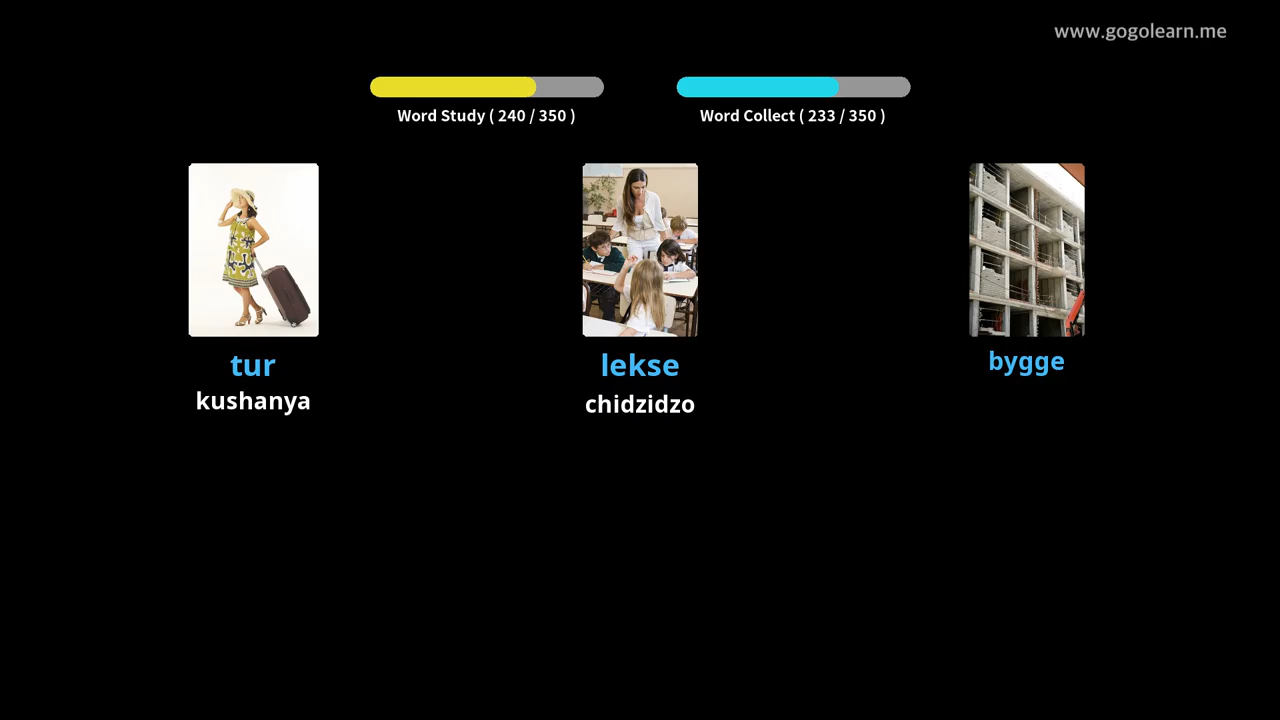 www.gogolearn.me
Word Study ( 240 / 350 )
Word Collect ( 233 / 350 )
tur
kushanya
lekse
chidzidzo
bygge